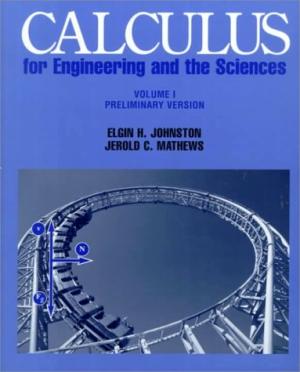 CALCULUS
for Engineering and the Sciences
VOLUME I
PRELIMINARY VERSION
ELGIN H. JOHNSTON
JEROLD C. MATHEWS
N